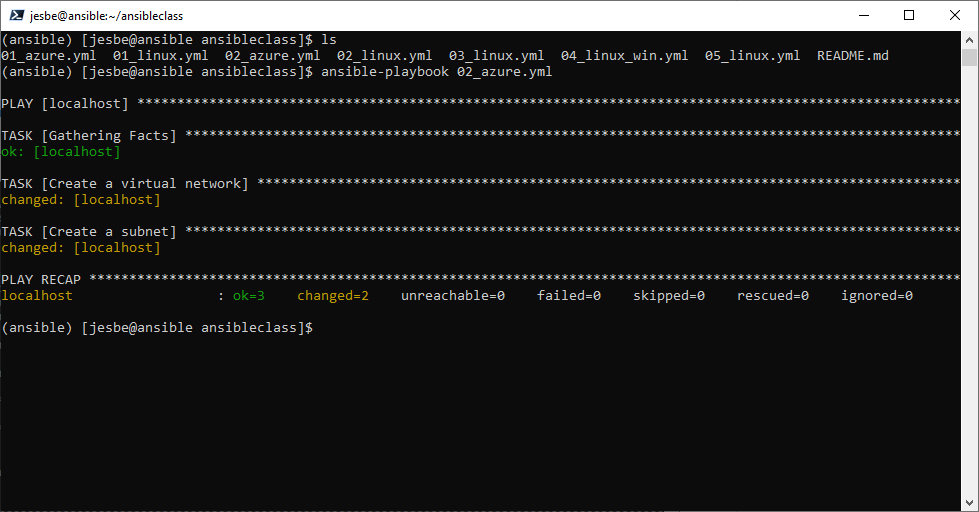 jesbe@ansible:~/ansibleclass
(ansible) [jesbe@ansible ansibleclass]$ ls
01_azure.yml  01_linux.yml  02_azure.yml  02_linux.yml  03_linux.yml  04_linux_win.yml  05_linux.yml  README.md
(ansible) [jesbe@ansible ansibleclass]$ ansible-playbook 02_azure.yml
PLAY [localhost] *******************************************************************************************************
TASK [Gathering Facts] *************************************************************************************************
ok: [localhost]
TASK [Create a virtual network] ****************************************************************************************
changed: [localhost]
TASK [Create a subnet] *************************************************************************************************
changed: [localhost]
PLAY RECAP *************************************************************************************************************
localhost                  : ok=3    changed=2    unreachable=0    failed=0    skipped=0    rescued=0    ignored=0
(ansible) [jesbe@ansible ansibleclass]$